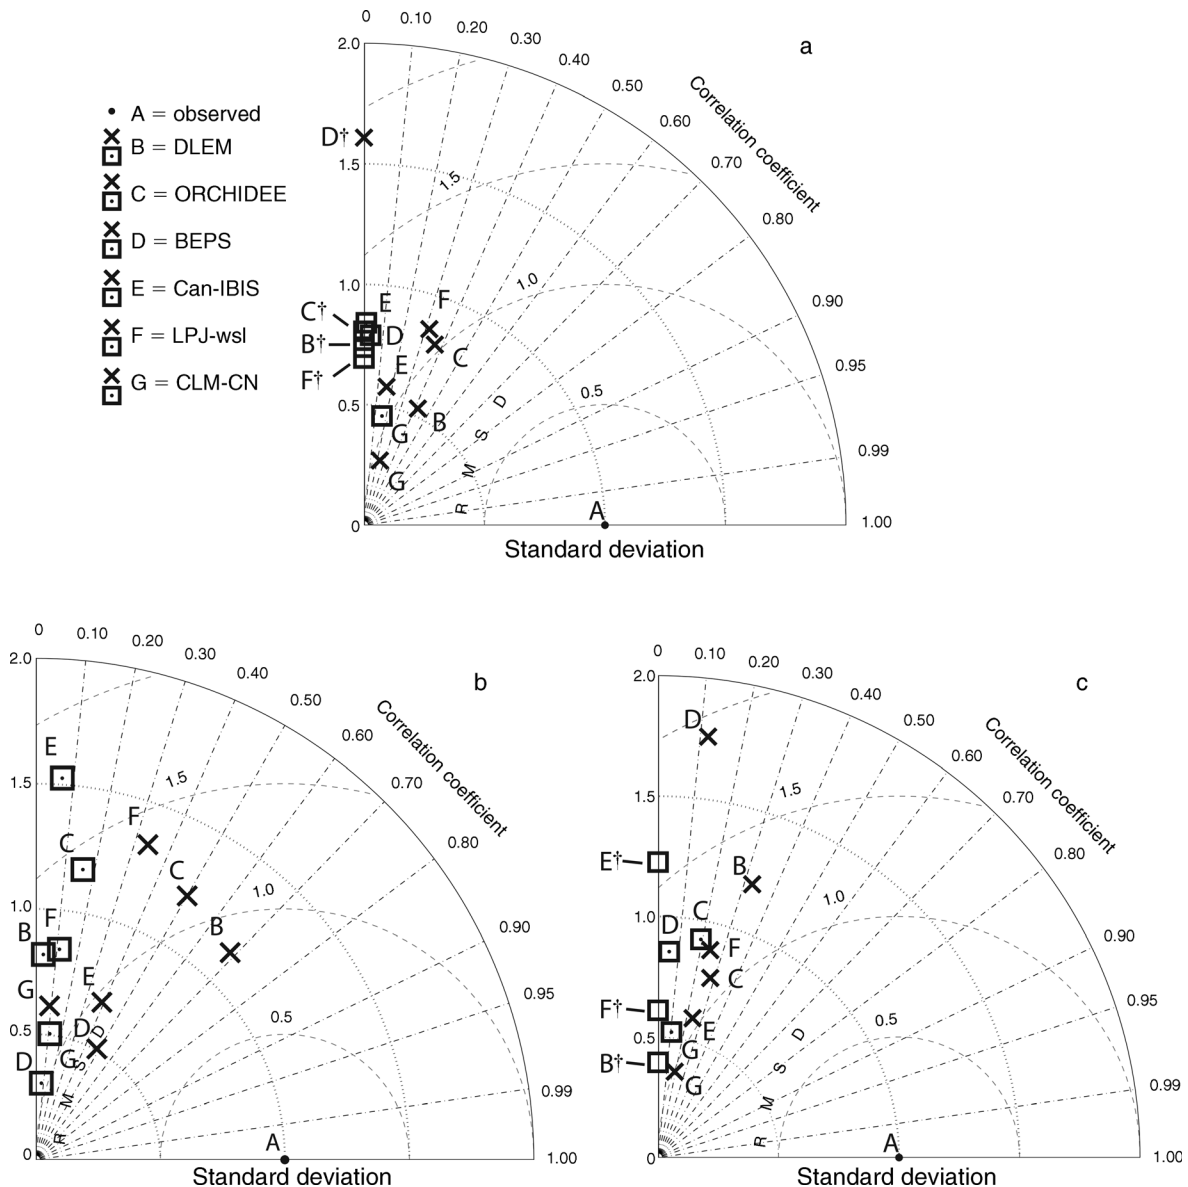 a
0 0.10 0.20 0.30 0.40 0.50 0.60 0.70 0.80 0.90 0.95 0.99 1.00
Correlation coefficient
2.0
1.5
1.0
0.5
0
A = observed
B = DLEM
C = ORCHIDEE
D = BEPS
E = Can-IBIS
F = LPJ-wsl
G = CLM-CN
D†
1.5
1.0
0.5
C†
E
F
D
B†
C
F†
E
B
G
G
R M S D
A
Standard deviation
b
0 0.10 0.20 0.30 0.40 0.50 0.60 0.70 0.80 0.90 0.95 0.99 1.00
Correlation coefficient
2.0
1.5
1.0
0.5
0
E
1.5
F
C
C
1.0
B
F
B
E
G
D
0.5
D
G
R M S D
A
Standard deviation
c
0 0.10 0.20 0.30 0.40 0.50 0.60 0.70 0.80 0.90 0.95 0.99 1.00
Correlation coefficient
2.0
1.5
1.0
0.5
0
D
1.5
E†
B
1.0
C
D
F
C
F†
E
0.5
G
B†
G
R M S D
A
Standard deviation